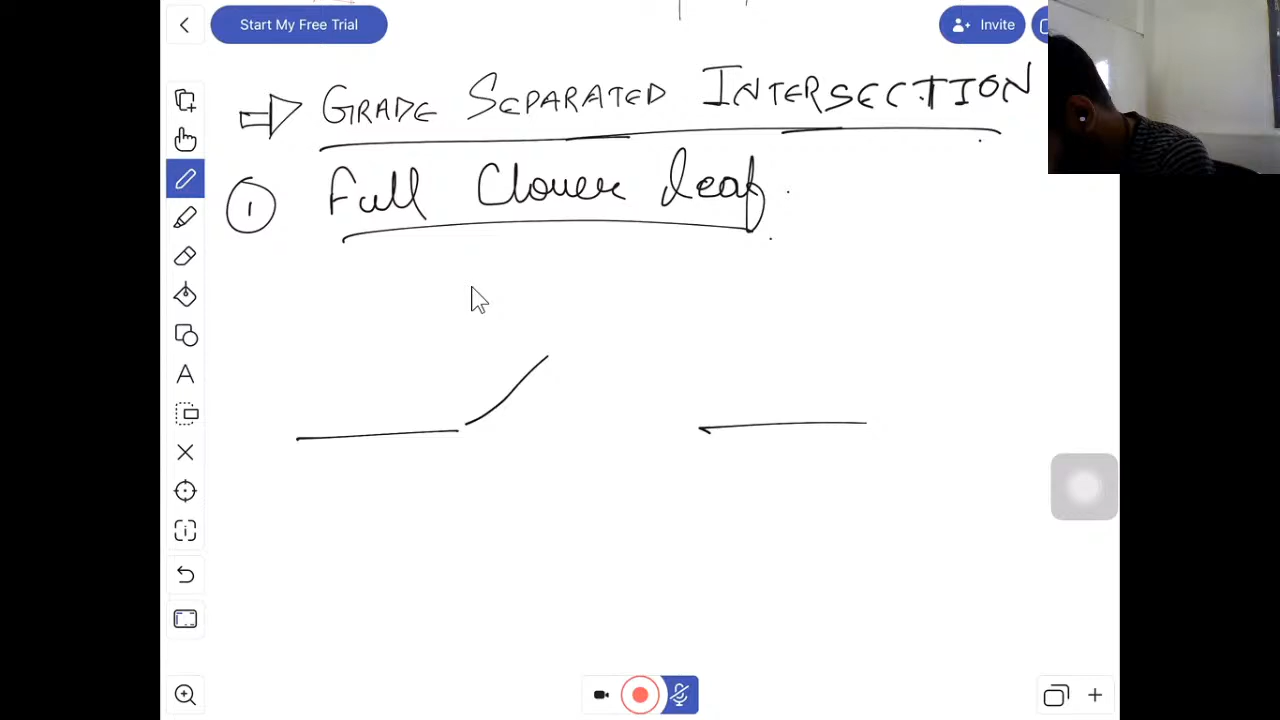 Start My Free Trial
Invite
GRADE SEPARATED INTERSECTION
1 Full Clover leaf
A